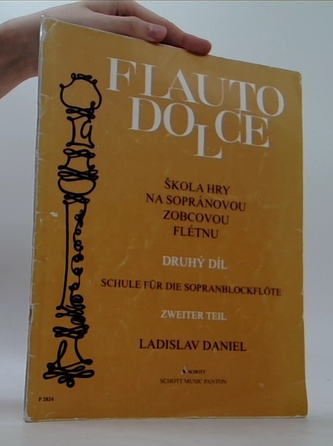 FLAUTO
DOLCE
ŠKOLA HRY
NA SOPRÁNOVOU
ZOBCOVOU
FLÉTNU
DRUHÝ DÍL
SCHULE FÜR DIE SOPRANBLOCKFLÖTE
ZWEITER TEIL
LADISLAV DANIEL
SCHOTT
SCHOTT MUSIC PANTON
P 2824